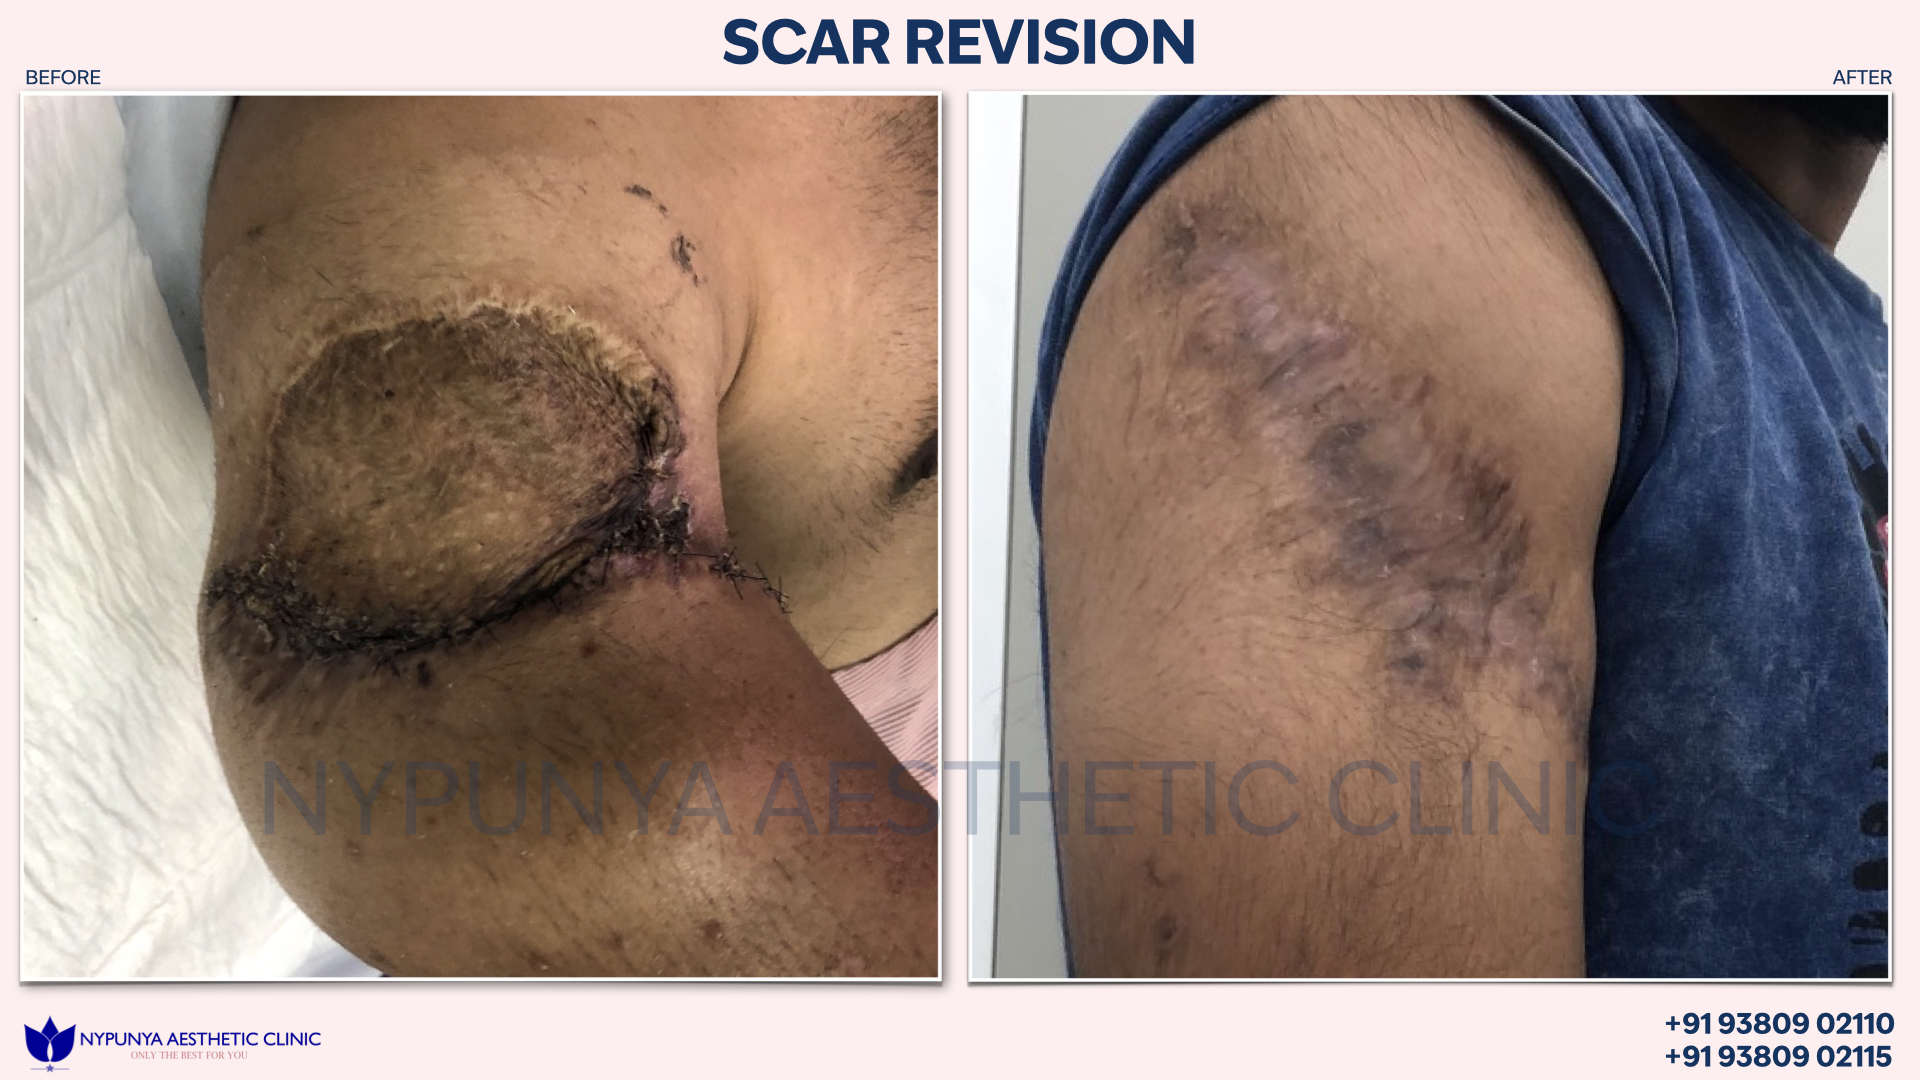 SCAR REVISION
BEFORE
AFTER
NYPUNYA AESTHETIC CLINIC
NYPUNYA AESTHETIC CLINIC
ONLY THE BEST FOR YOU
+91 93809 02110
+91 93809 02115